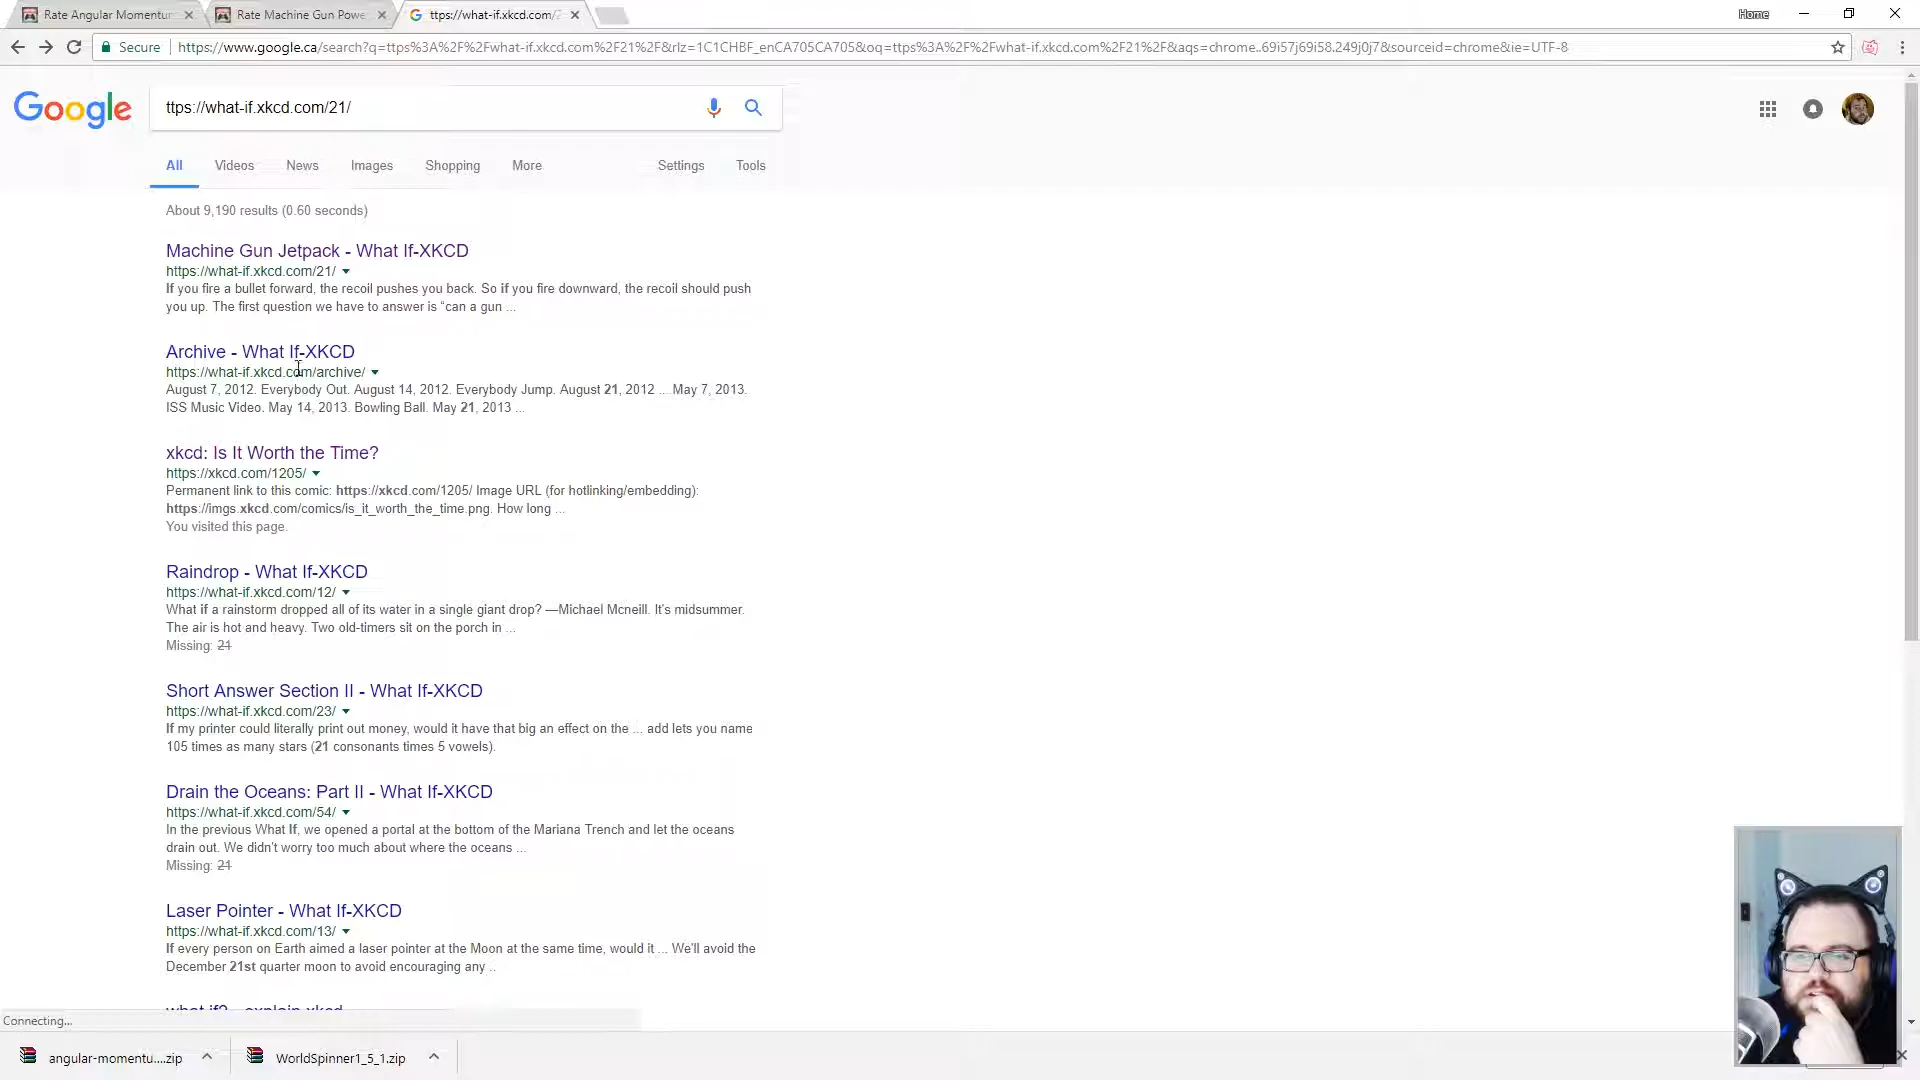 Rate Angular Momentum
Rate Machine Gun Powe
ttps://what-if.xkcd.com/2
Home
Secure
https://www.google.ca/search?q=ttps%3A%2F%2Fwhat-if.xkcd.com%2F21%2F&rlz=1C1CHBF_enCA705CA705&oq=ttps%3A%2F%2Fwhat-if.xkcd.com%2F21%2F&aqs=chrome..69i57j69i58.249j0j7&sourceid=chrome&ie=UTF-8
Google
ttps://what-if.xkcd.com/21/
All Videos News Images Shopping More Settings Tools
About 9,190 results (0.60 seconds)
Machine Gun Jetpack - What If-XKCD
https://what-if.xkcd.com/21/
If you fire a bullet forward, the recoil pushes you back. So if you fire downward, the recoil should push
you up. The first question we have to answer is “can a gun ...
Archive - What If-XKCD
https://what-if.xkcd.com/archive/
August 7, 2012. Everybody Out. August 14, 2012. Everybody Jump. August 21, 2012 ... May 7, 2013.
ISS Music Video. May 14, 2013. Bowling Ball. May 21, 2013 ...
xkcd: Is It Worth the Time?
https://xkcd.com/1205/
Permanent link to this comic: https://xkcd.com/1205/ Image URL (for hotlinking/embedding):
https://imgs.xkcd.com/comics/is_it_worth_the_time.png. How long ...
You visited this page.
Raindrop - What If-XKCD
https://what-if.xkcd.com/12/
What if a rainstorm dropped all of its water in a single giant drop? —Michael Mcneill. It’s midsummer.
The air is hot and heavy. Two old-timers sit on the porch in ...
Missing: 21
Short Answer Section II - What If-XKCD
https://what-if.xkcd.com/23/
If my printer could literally print out money, would it have that big an effect on the ... add lets you name
105 times as many stars (21 consonants times 5 vowels).
Drain the Oceans: Part II - What If-XKCD
https://what-if.xkcd.com/54/
In the previous What If, we opened a portal at the bottom of the Mariana Trench and let the oceans
drain out. We didn’t worry too much about where the oceans ...
Missing: 21
Laser Pointer - What If-XKCD
https://what-if.xkcd.com/13/
If every person on Earth aimed a laser pointer at the Moon at the same time, would it ... We'll avoid the
December 21st quarter moon to avoid encouraging any ..
what if? - explain xkcd
Connecting...
angular-momentu....zip
WorldSpinner1_5_1.zip